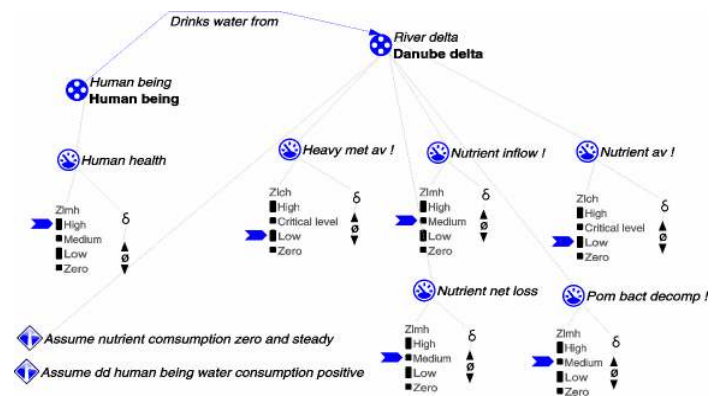 Drinks water from
River delta
Danube delta
Human being
Human being
Human health
Heavy met av !
Nutrient inflow !
Nutrient av !
Zlmh
High
Medium
Low
Zero
δ
ø
Zlch
High
Critical level
Low
Zero
δ
ø
Zlmh
High
Medium
Low
Zero
δ
ø
Zlch
High
Critical level
Low
Zero
δ
ø
Nutrient net loss
Pom bact decomp !
Zlmh
High
Medium
Low
Zero
δ
ø
Zlmh
High
Medium
Low
Zero
δ
ø
Assume nutrient comsumption zero and steady
Assume dd human being water consumption positive